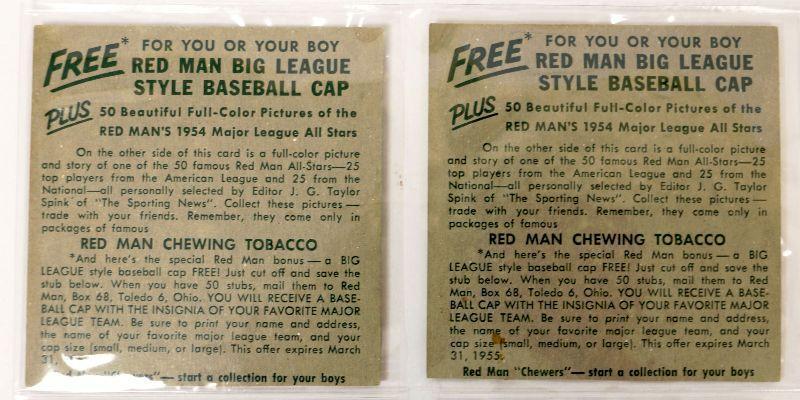 FREE* FOR YOU OR YOUR BOY
RED MAN BIG LEAGUE
STYLE BASEBALL CAP
PLUS 50 Beautiful Full-Color Pictures of the
RED MAN'S 1954 Major League All Stars
On the other side of this card is a full-color picture
and story of one of the 50 famous Red Man All-Stars—25
top players from the American League and 25 from the
National—all personally selected by Editor J. G. Taylor
Spink of "The Sporting News". Collect these pictures—
trade with your friends. Remember, they come only in
packages of famous
RED MAN CHEWING TOBACCO
*And here's the special Red Man bonus—a BIG
LEAGUE style baseball cap FREE! Just cut off and save the
stub below. When you have 50 stubs, mail them to Red
Man, Box 68, Toledo 6, Ohio. YOU WILL RECEIVE A BASE-
BALL CAP WITH THE INSIGNIA OF YOUR FAVORITE MAJOR
LEAGUE TEAM. Be sure to print your name and address,
the name of your favorite major league team, and your
cap size (small, medium, or large). This offer expires March
31, 1955.
"Chewers"— start a collection for your boys
FREE* FOR YOU OR YOUR BOY
RED MAN BIG LEAGUE
STYLE BASEBALL CAP
PLUS 50 Beautiful Full-Color Pictures of the
RED MAN'S 1954 Major League All Stars
On the other side of this card is a full-color picture
and story of one of the 50 famous Red Man All-Stars—25
top players from the American League and 25 from the
National—all personally selected by Editor J. G. Taylor
Spink of "The Sporting News". Collect these pictures—
trade with your friends. Remember, they come only in
packages of famous
RED MAN CHEWING TOBACCO
*And here's the special Red Man bonus—a BIG
LEAGUE style baseball cap FREE! Just cut off and save the
stub below. When you have 50 stubs, mail them to Red
Man, Box 68, Toledo 6, Ohio. YOU WILL RECEIVE A BASE-
BALL CAP WITH THE INSIGNIA OF YOUR FAVORITE MAJOR
LEAGUE TEAM. Be sure to print your name and address,
the name of your favorite major league team, and your
cap size (small, medium, or large). This offer expires March
31, 1955.
Red Man "Chewers"— start a collection for your boys